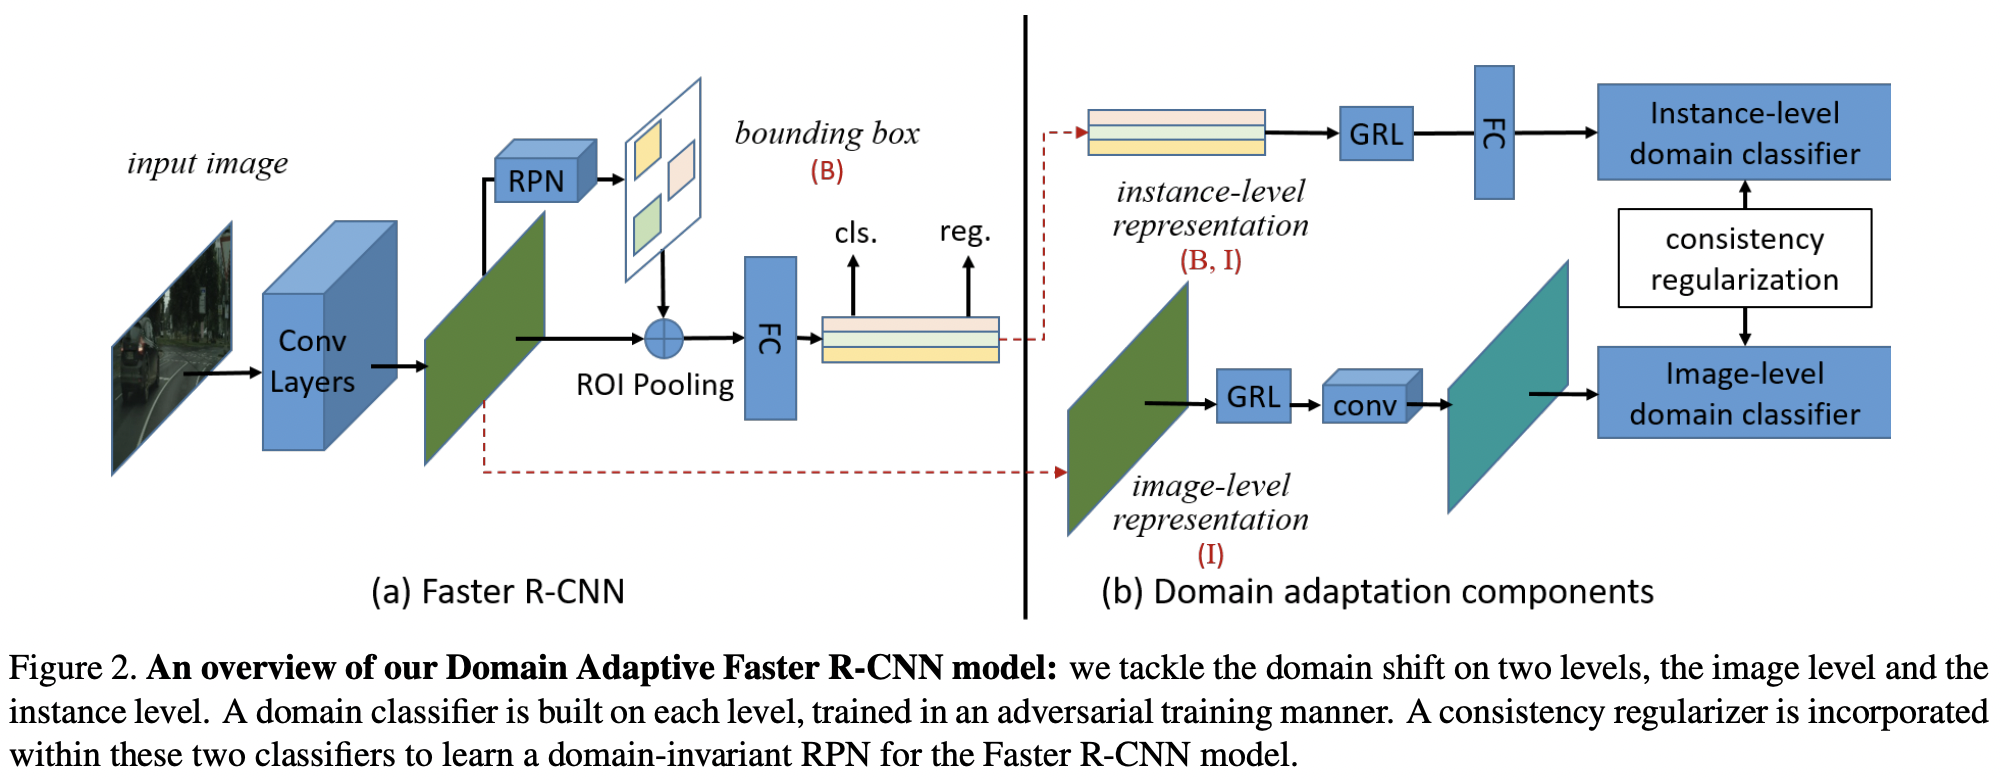 input image
Conv
Layers
RPN
bounding box
(B)
cls.
reg.
ROI Pooling
FC
(a) Faster R-CNN
instance-level
representation
(B, I)
GRL
FC
Instance-level
domain classifier
consistency
regularization
image-level
representation
(I)
GRL
conv
Image-level
domain classifier
(b) Domain adaptation components
Figure 2. An overview of our Domain Adaptive Faster R-CNN model: we tackle the domain shift on two levels, the image level and the
instance level. A domain classifier is built on each level, trained in an adversarial training manner. A consistency regularizer is incorporated
within these two classifiers to learn a domain-invariant RPN for the Faster R-CNN model.